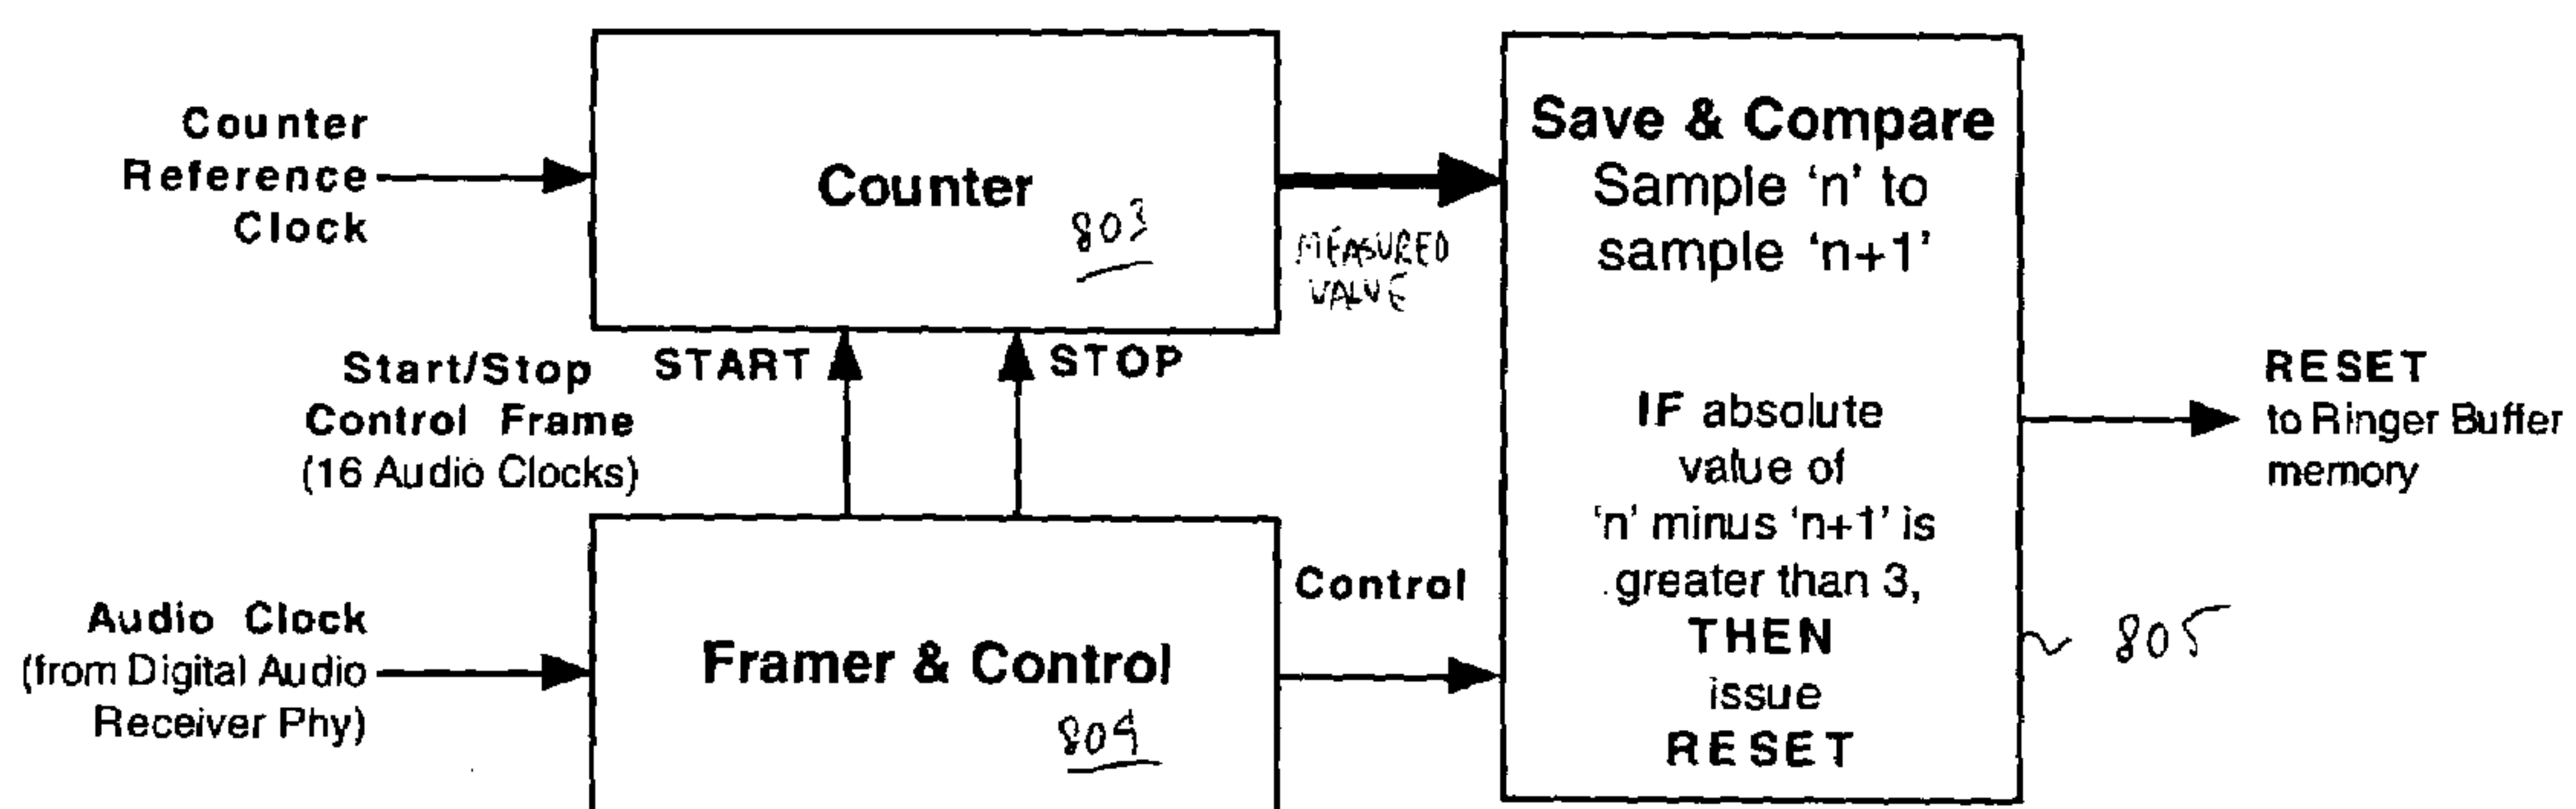 Counter
Reference
Clock
Counter
803
MEASURED
VALUE
Save & Compare
Sample ‘n’ to
sample ‘n+1’
IF absolute
value of
‘n’ minus ‘n+1’ is
greater than 3,
THEN
issue
RESET
805
RESET
to Ringer Buffer
memory
Start/Stop
Control Frame
(16 Audio Clocks)
START
STOP
Audio Clock
(from Digital Audio
Receiver Phy)
Framer & Control
804
Control